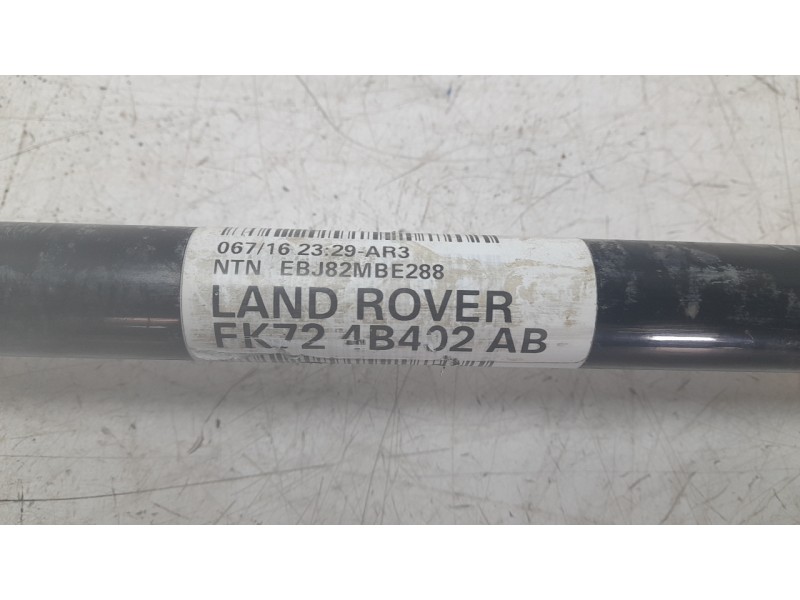 067/16 23:29-AR3
NTN EBJ82MBE288
LAND ROVER
FK72 4B402 AB